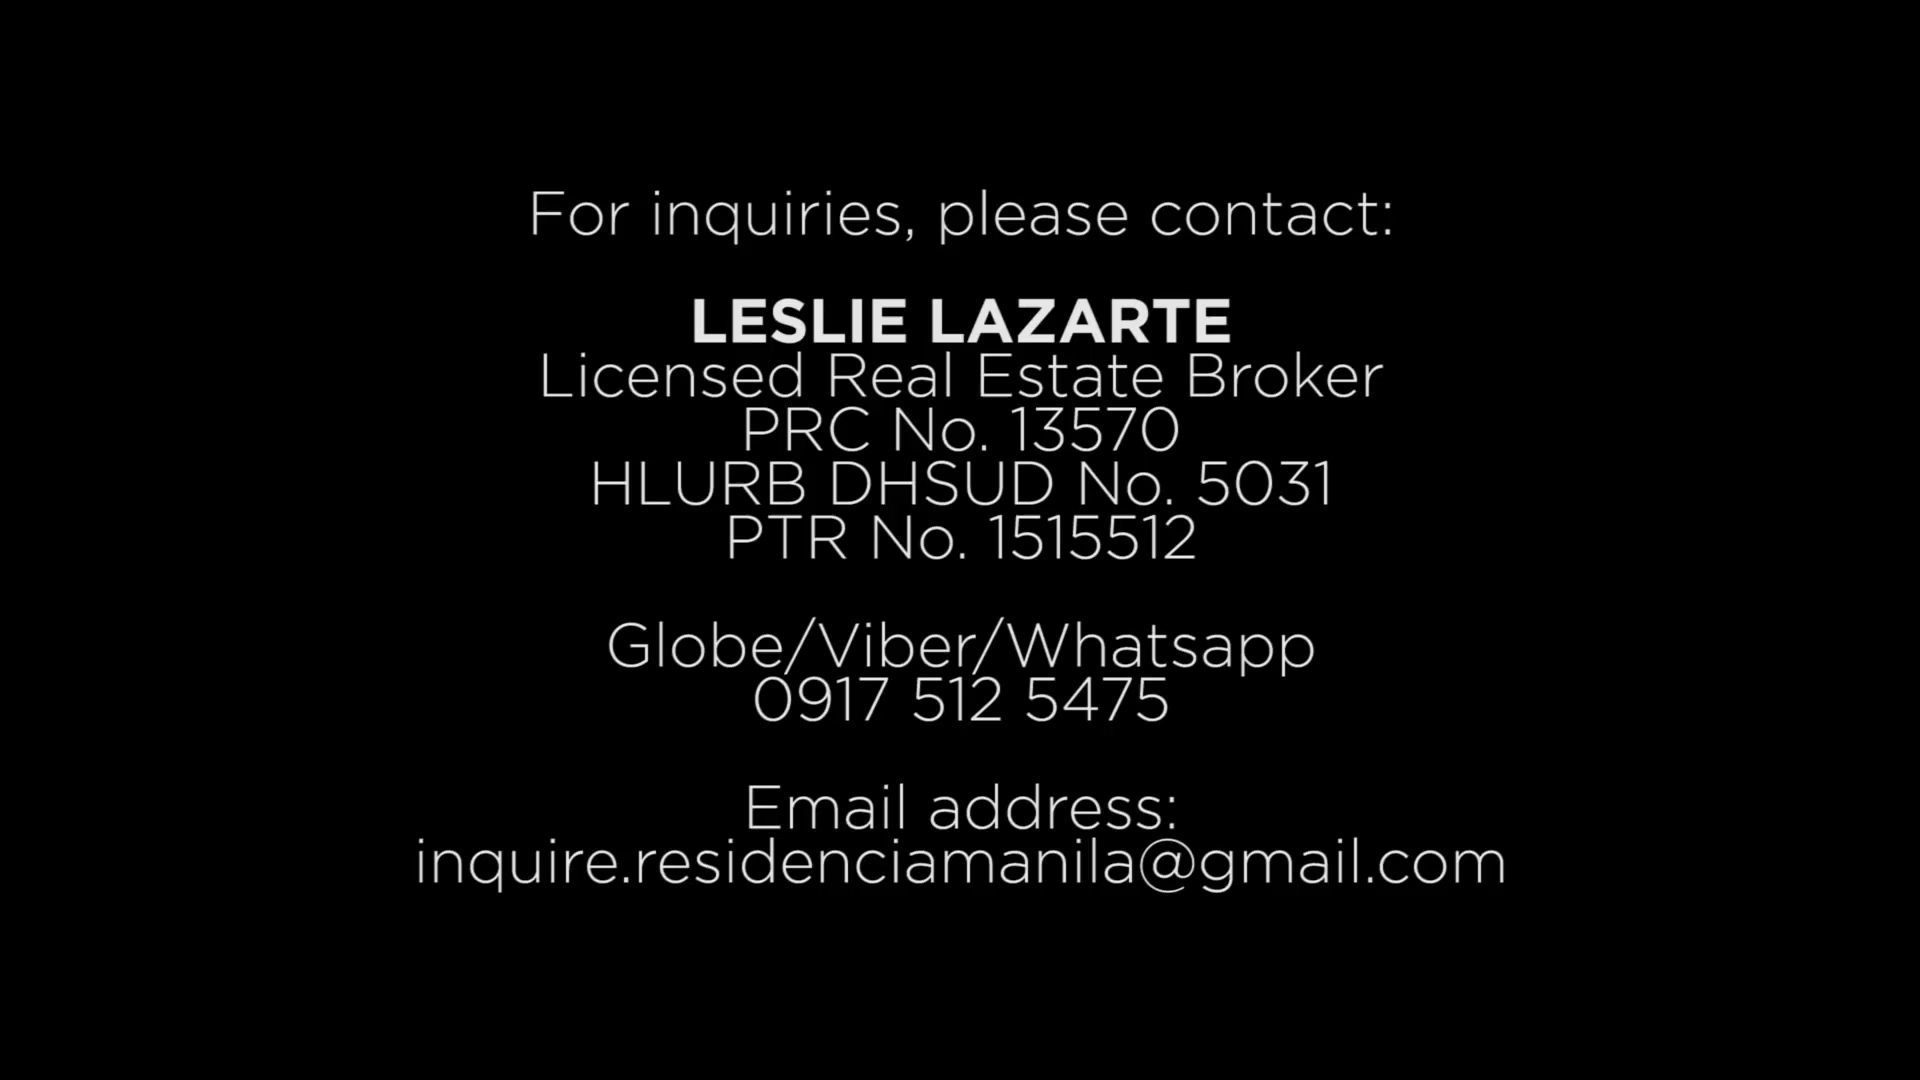 For inquiries, please contact:
LESLIE LAZARTE
Licensed Real Estate Broker
PRC No. 13570
HLURB DHSUD No. 5031
PTR No. 1515512
Globe/Viber/Whatsapp
0917 512 5475
Email address:
inquire.residenciamanila@gmail.com